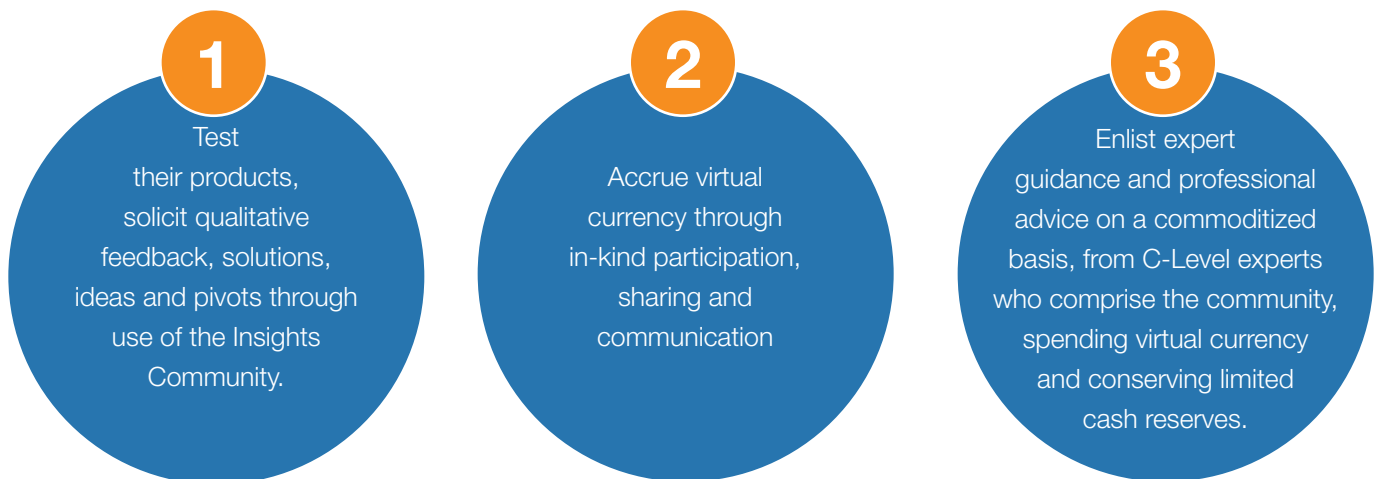 1
Test
their products,
solicit qualitative
feedback, solutions,
ideas and pivots through
use of the Insights
Community.
2
Accrue virtual
currency through
in-kind participation,
sharing and
communication
3
Enlist expert
guidance and professional
advice on a commoditized
basis, from C-Level experts
who comprise the community,
spending virtual currency
and conserving limited
cash reserves.